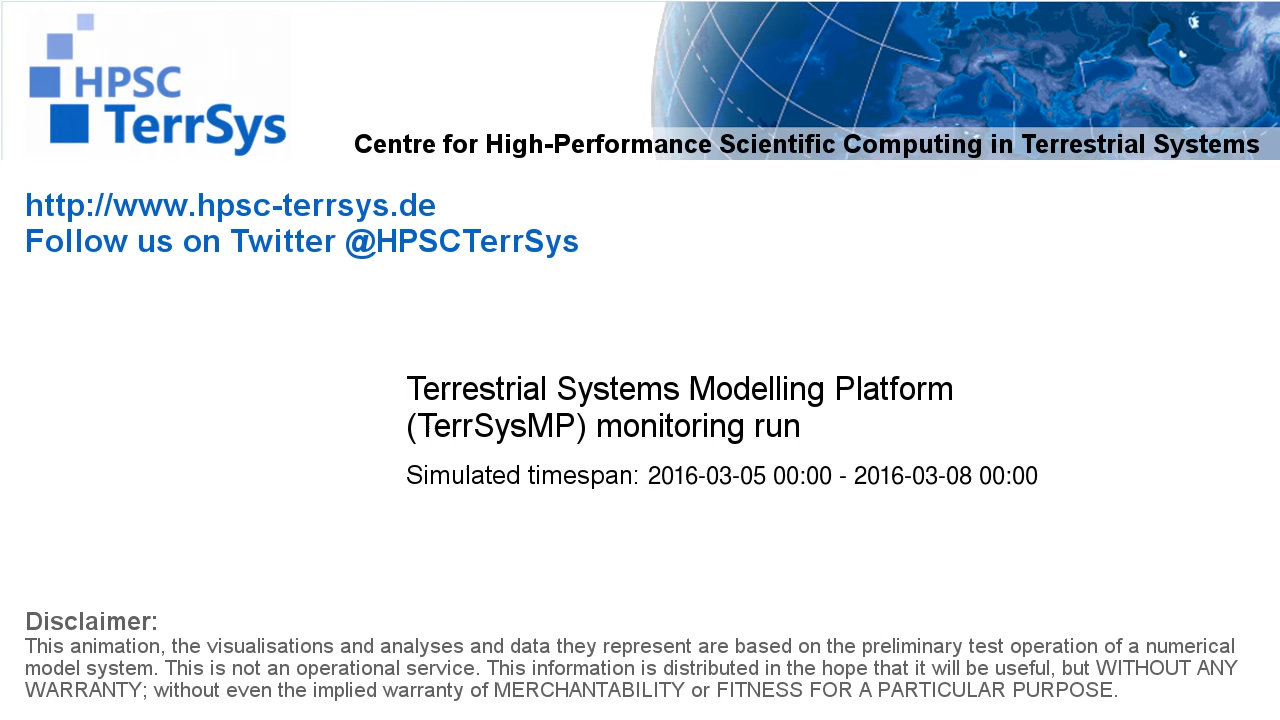 HPSC
TerrSys
Centre for High-Performance Scientific Computing in Terrestrial Systems
http://www.hpsc-terrsys.de
Follow us on Twitter @HPSCTerrSys
Terrestrial Systems Modelling Platform
(TerrSysMP) monitoring run
Simulated timespan: 2016-03-05 00:00 - 2016-03-08 00:00
Disclaimer:
This animation, the visualisations and analyses and data they represent are based on the preliminary test operation of a numerical
model system. This is not an operational service. This information is distributed in the hope that it will be useful, but WITHOUT ANY
WARRANTY; without even the implied warranty of MERCHANTABILITY or FITNESS FOR A PARTICULAR PURPOSE.